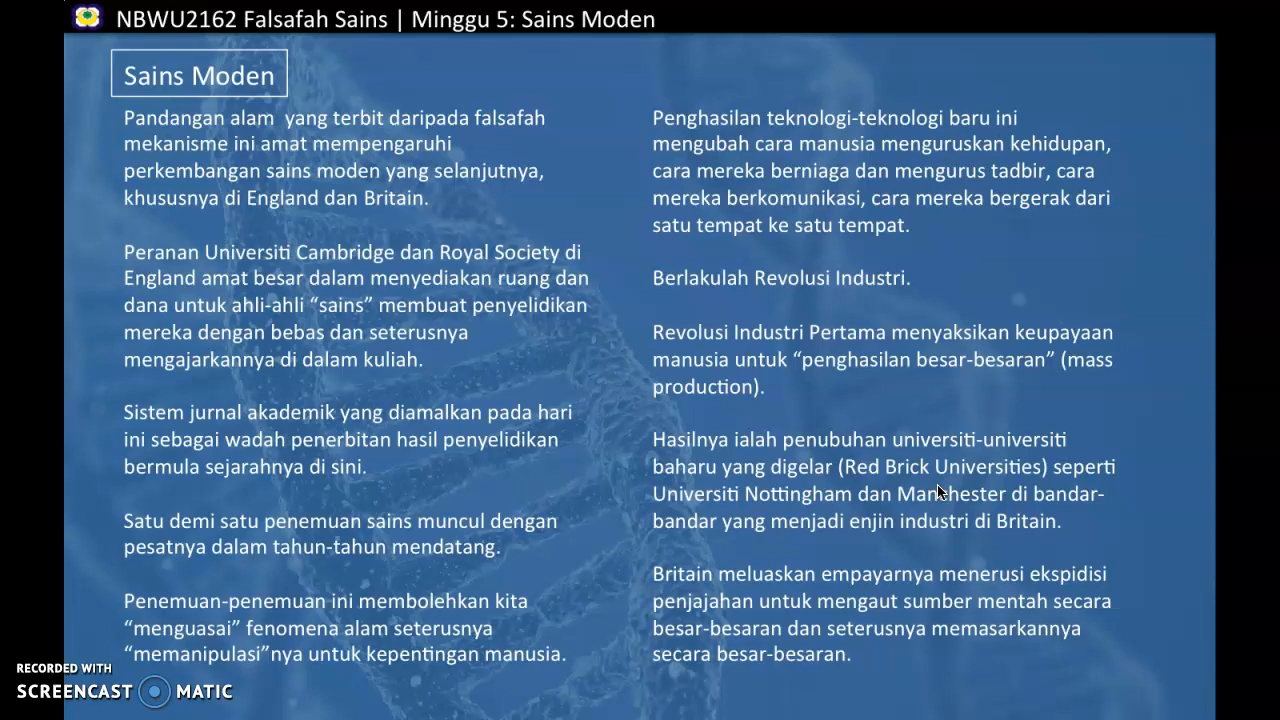 NBWU2162 Falsafah Sains | Minggu 5: Sains Moden
Sains Moden
Pandangan alam  yang terbit daripada falsafah
mekanisme ini amat mempengaruhi
perkembangan sains moden yang selanjutnya,
khususnya di England dan Britain.
Peranan Universiti Cambridge dan Royal Society di
England amat besar dalam menyediakan ruang dan
dana untuk ahli-ahli “sains” membuat penyelidikan
mereka dengan bebas dan seterusnya
mengajarkannya di dalam kuliah.
Sistem jurnal akademik yang diamalkan pada hari
ini sebagai wadah penerbitan hasil penyelidikan
bermula sejarahnya di sini.
Satu demi satu penemuan sains muncul dengan
pesatnya dalam tahun-tahun mendatang.
Penemuan-penemuan ini membolehkan kita
“menguasai” fenomena alam seterusnya
“memanipulasi”nya untuk kepentingan manusia.
Penghasilan teknologi-teknologi baru ini
mengubah cara manusia menguruskan kehidupan,
cara mereka berniaga dan mengurus tadbir, cara
mereka berkomunikasi, cara mereka bergerak dari
satu tempat ke satu tempat.
Berlakulah Revolusi Industri.
Revolusi Industri Pertama menyaksikan keupayaan
manusia untuk “penghasilan besar-besaran” (mass
production).
Hasilnya ialah penubuhan universiti-universiti
baharu yang digelar (Red Brick Universities) seperti
Universiti Nottingham dan Manchester di bandar-
bandar yang menjadi enjin industri di Britain.
Britain meluaskan empayarnya menerusi ekspidisi
penjajahan untuk mengaut sumber mentah secara
besar-besaran dan seterusnya memasarkannya
secara besar-besaran.
RECORDED WITH
SCREENCAST MATIC